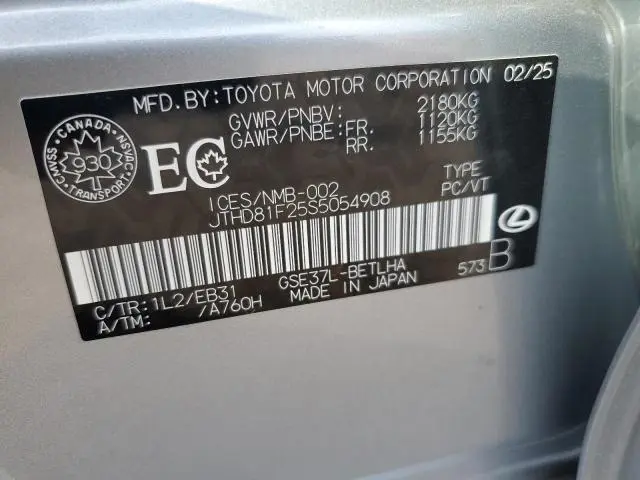 MFD.BY:TOYOTA MOTOR CORPORATION 02/25
GVWR/PNBV: 2180KG
GAWR/PNBE:FR. 1120KG
RR. 1155KG
CANADA
CMVSS NSVAC
930
TRANSPORT
EC
ICES/NMB-002
JTHD81F25S5054908
TYPE
PC/VT
C/TR:1L2/EB31 GSE37L-BETLHA 573 B
A/TM: /A760H MADE IN JAPAN